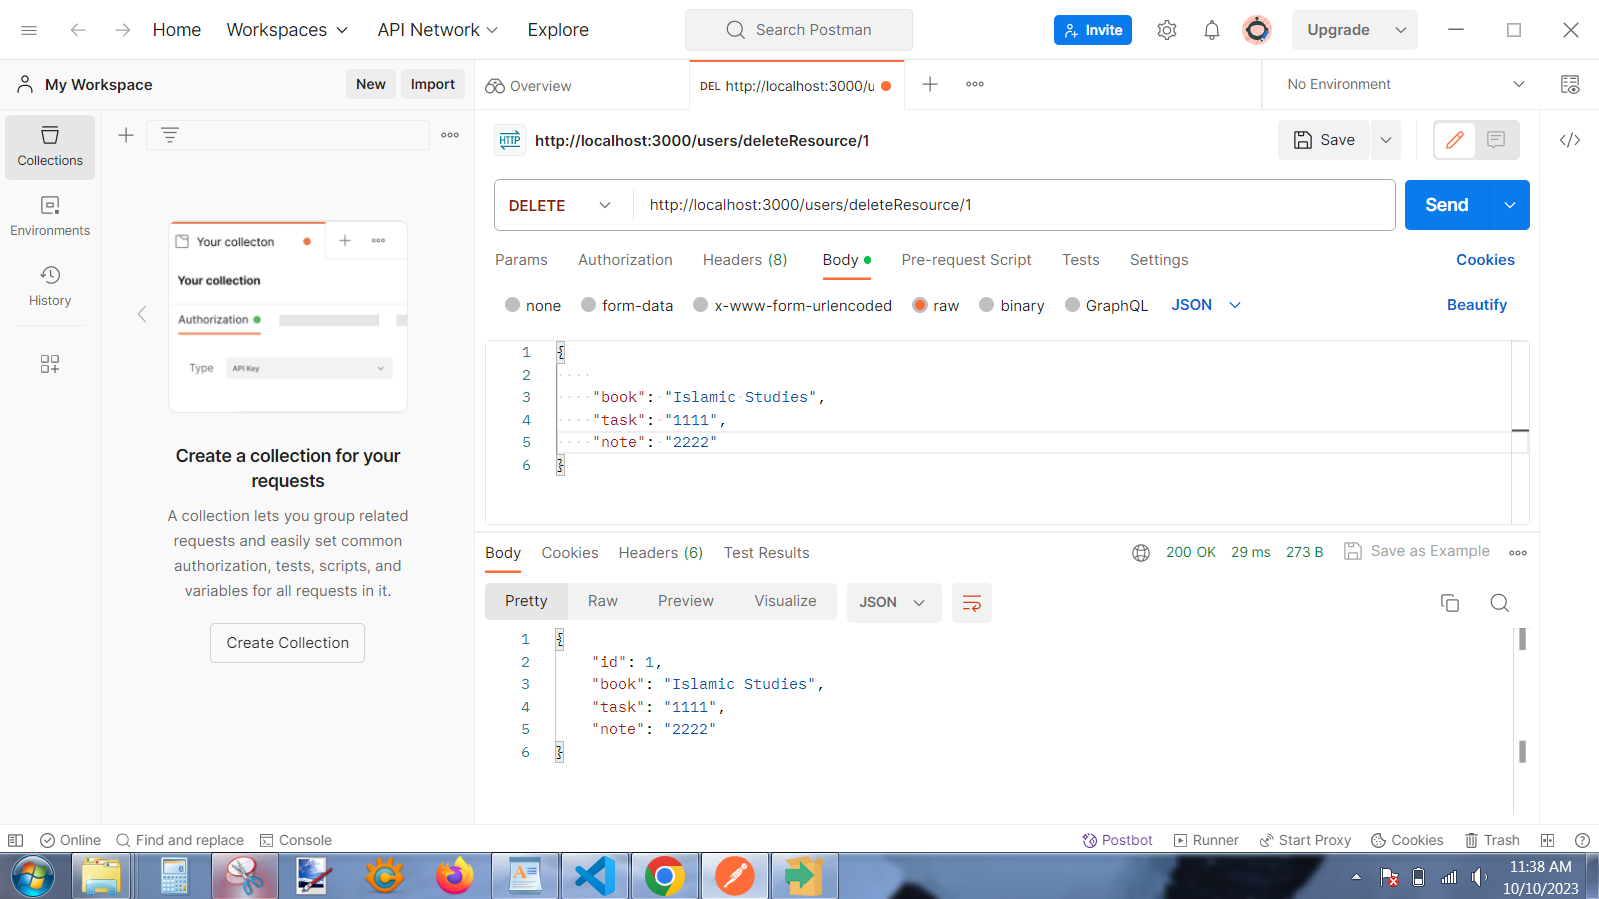 Home
Workspaces
API Network
Explore
Search Postman
Invite
Upgrade
My Workspace
New
Import
Overview
DEL http://localhost:3000/u
No Environment
Collections
Environments
History
Your collecton
Your collection
Authorization
Type
API Key
Create a collection for your
requests
A collection lets you group related
requests and easily set common
authorization, tests, scripts, and
variables for all requests in it.
Create Collection
HTTP
http://localhost:3000/users/deleteResource/1
Save
DELETE
http://localhost:3000/users/deleteResource/1
Send
Params
Authorization
Headers (8)
Body
Pre-request Script
Tests
Settings
Cookies
none
form-data
x-www-form-urlencoded
raw
binary
GraphQL
JSON
Beautify
1 {
2
3 "book": "Islamic Studies",
4 "task": "1111",
5 "note": "2222"
6 }
Body
Cookies
Headers (6)
Test Results
200 OK
29 ms
273 B
Save as Example
Pretty
Raw
Preview
Visualize
JSON
1 {
2 "id": 1,
3 "book": "Islamic Studies",
4 "task": "1111",
5 "note": "2222"
6 }
Online
Find and replace
Console
Postbot
Runner
Start Proxy
Cookies
Trash
11:38 AM
10/10/2023